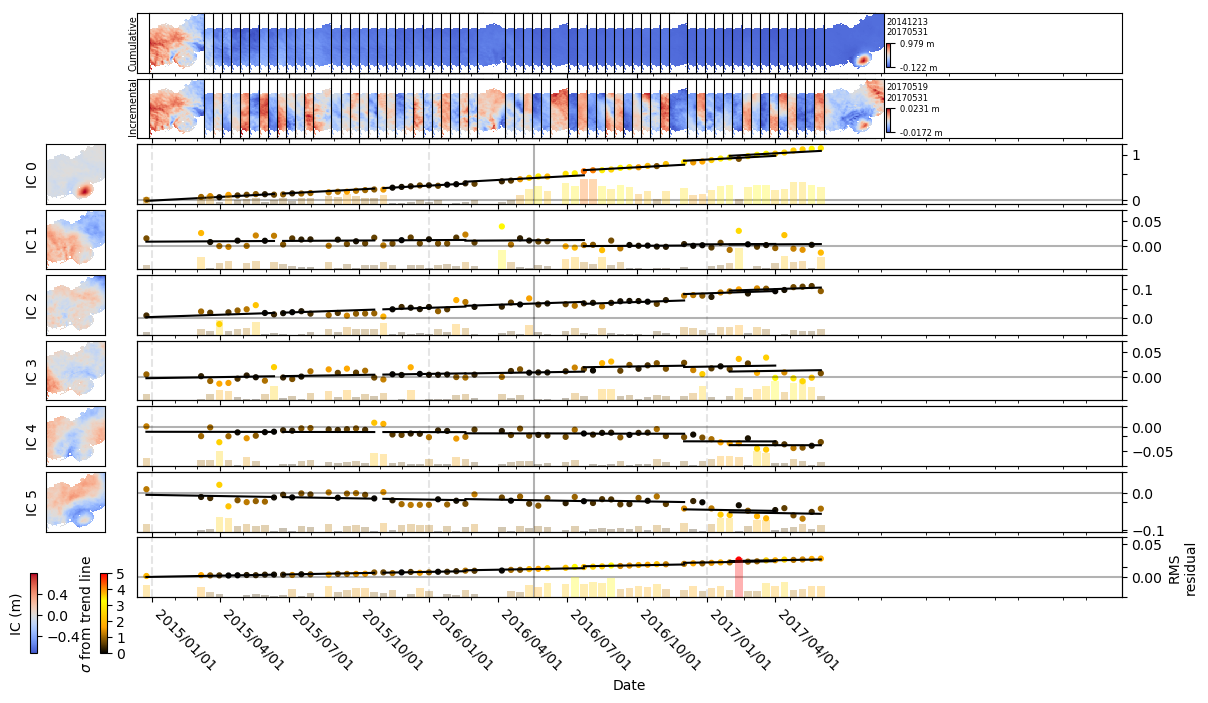 Cumulative
20141213
20170531
0.979 m
-0.122 m
Incremental
20170519
20170531
0.0231 m
-0.0172 m
IC 0
1
0
IC 1
0.05
0.00
IC 2
0.1
0.0
IC 3
0.05
0.00
IC 4
0.00
−0.05
IC 5
0.0
−0.1
0.05
0.00
RMS
residual
IC (m)
0.4
0.0
−0.4
σ from trend line
5
4
3
2
1
0
2015/01/01
2015/04/01
2015/07/01
2015/10/01
2016/01/01
2016/04/01
2016/07/01
2016/10/01
2017/01/01
2017/04/01
Date